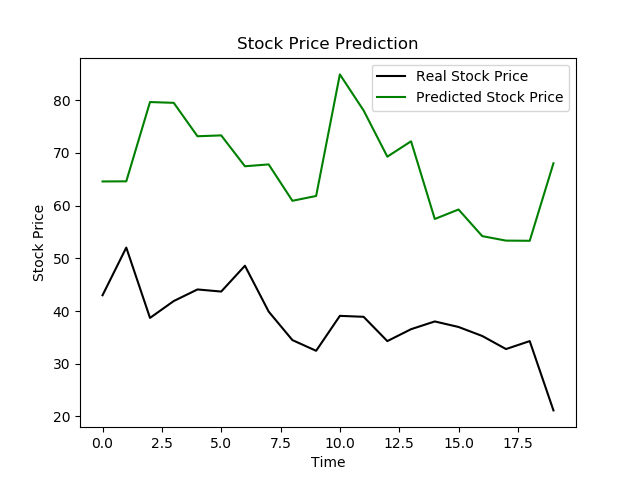 Stock Price Prediction
Real Stock Price
Predicted Stock Price
Stock Price
80
70
60
50
40
30
20
0.0 2.5 5.0 7.5 10.0 12.5 15.0 17.5
Time